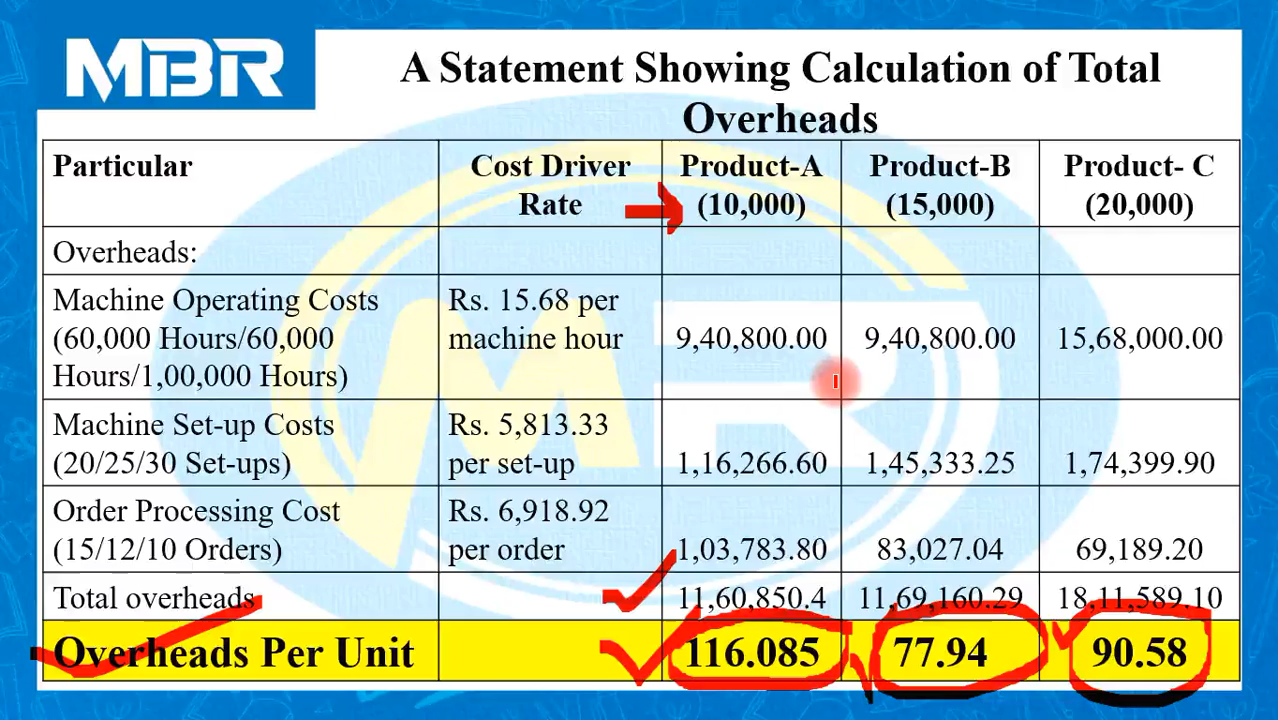 MBR
A Statement Showing Calculation of Total
Overheads
Particular
Cost Driver
Rate
Product-A
(10,000)
Product-B
(15,000)
Product- C
(20,000)
Overheads:
Machine Operating Costs
(60,000 Hours/60,000
Hours/1,00,000 Hours)
Rs. 15.68 per
machine hour
9,40,800.00
9,40,800.00
15,68,000.00
Machine Set-up Costs
(20/25/30 Set-ups)
Rs. 5,813.33
per set-up
1,16,266.60
1,45,333.25
1,74,399.90
Order Processing Cost
(15/12/10 Orders)
Rs. 6,918.92
per order
1,03,783.80
83,027.04
69,189.20
Total overheads
11,60,850.4
11,69,160.29
18,11,589.10
Overheads Per Unit
116.085
77.94
90.58